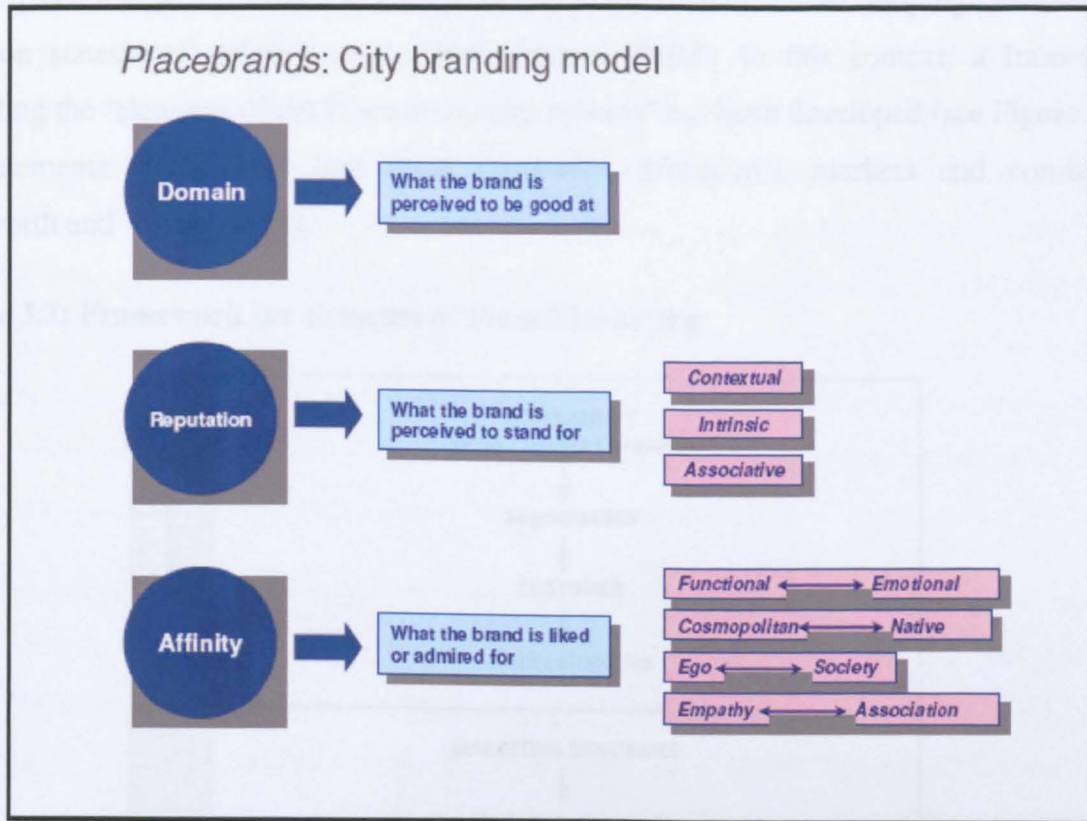 Placebrands: City branding model
Domain
What the brand is
perceived to be good at
Reputation
What the brand is
perceived to stand for
Contextual
Intrinsic
Associative
Affinity
What the brand is liked
or admired for
Functional ↔ Emotional
Cosmopolitan ↔ Native
Ego ↔ Society
Empathy ↔ Association